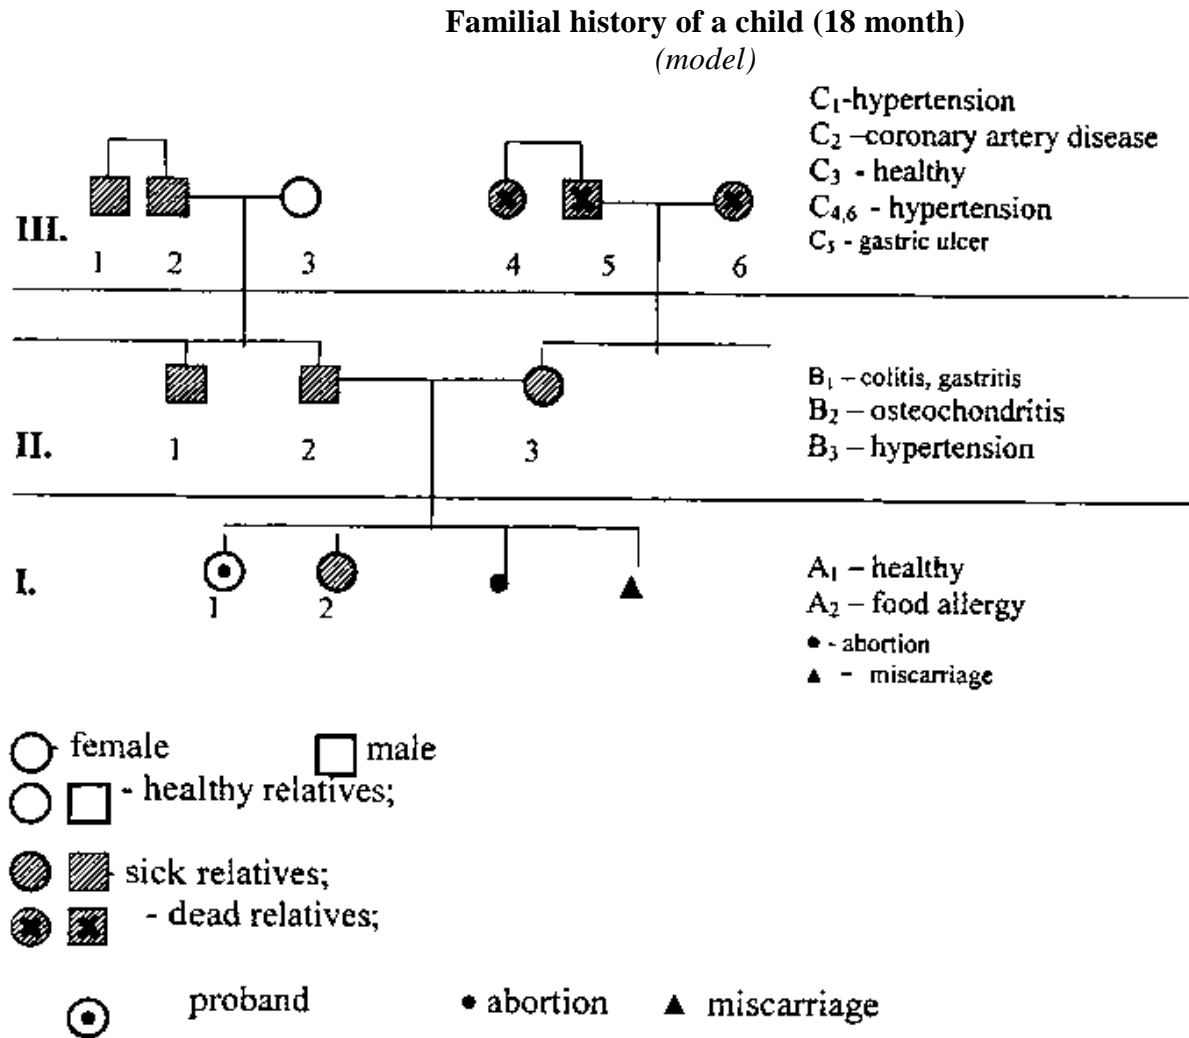 Familial history of a child (18 month)
(model)
C1-hypertension
C2 –coronary artery disease
C3 - healthy
C4,6 - hypertension
C5 - gastric ulcer
III.
1 2 3 4 5 6
B1 – colitis, gastritis
B2 – osteochondritis
B3 – hypertension
II.
1 2 3
A1 – healthy
A2 – food allergy
● - abortion
▲ - miscarriage
I.
1 2
- female male
- healthy relatives;
- sick relatives;
- dead relatives;
proband ● abortion ▲ miscarriage